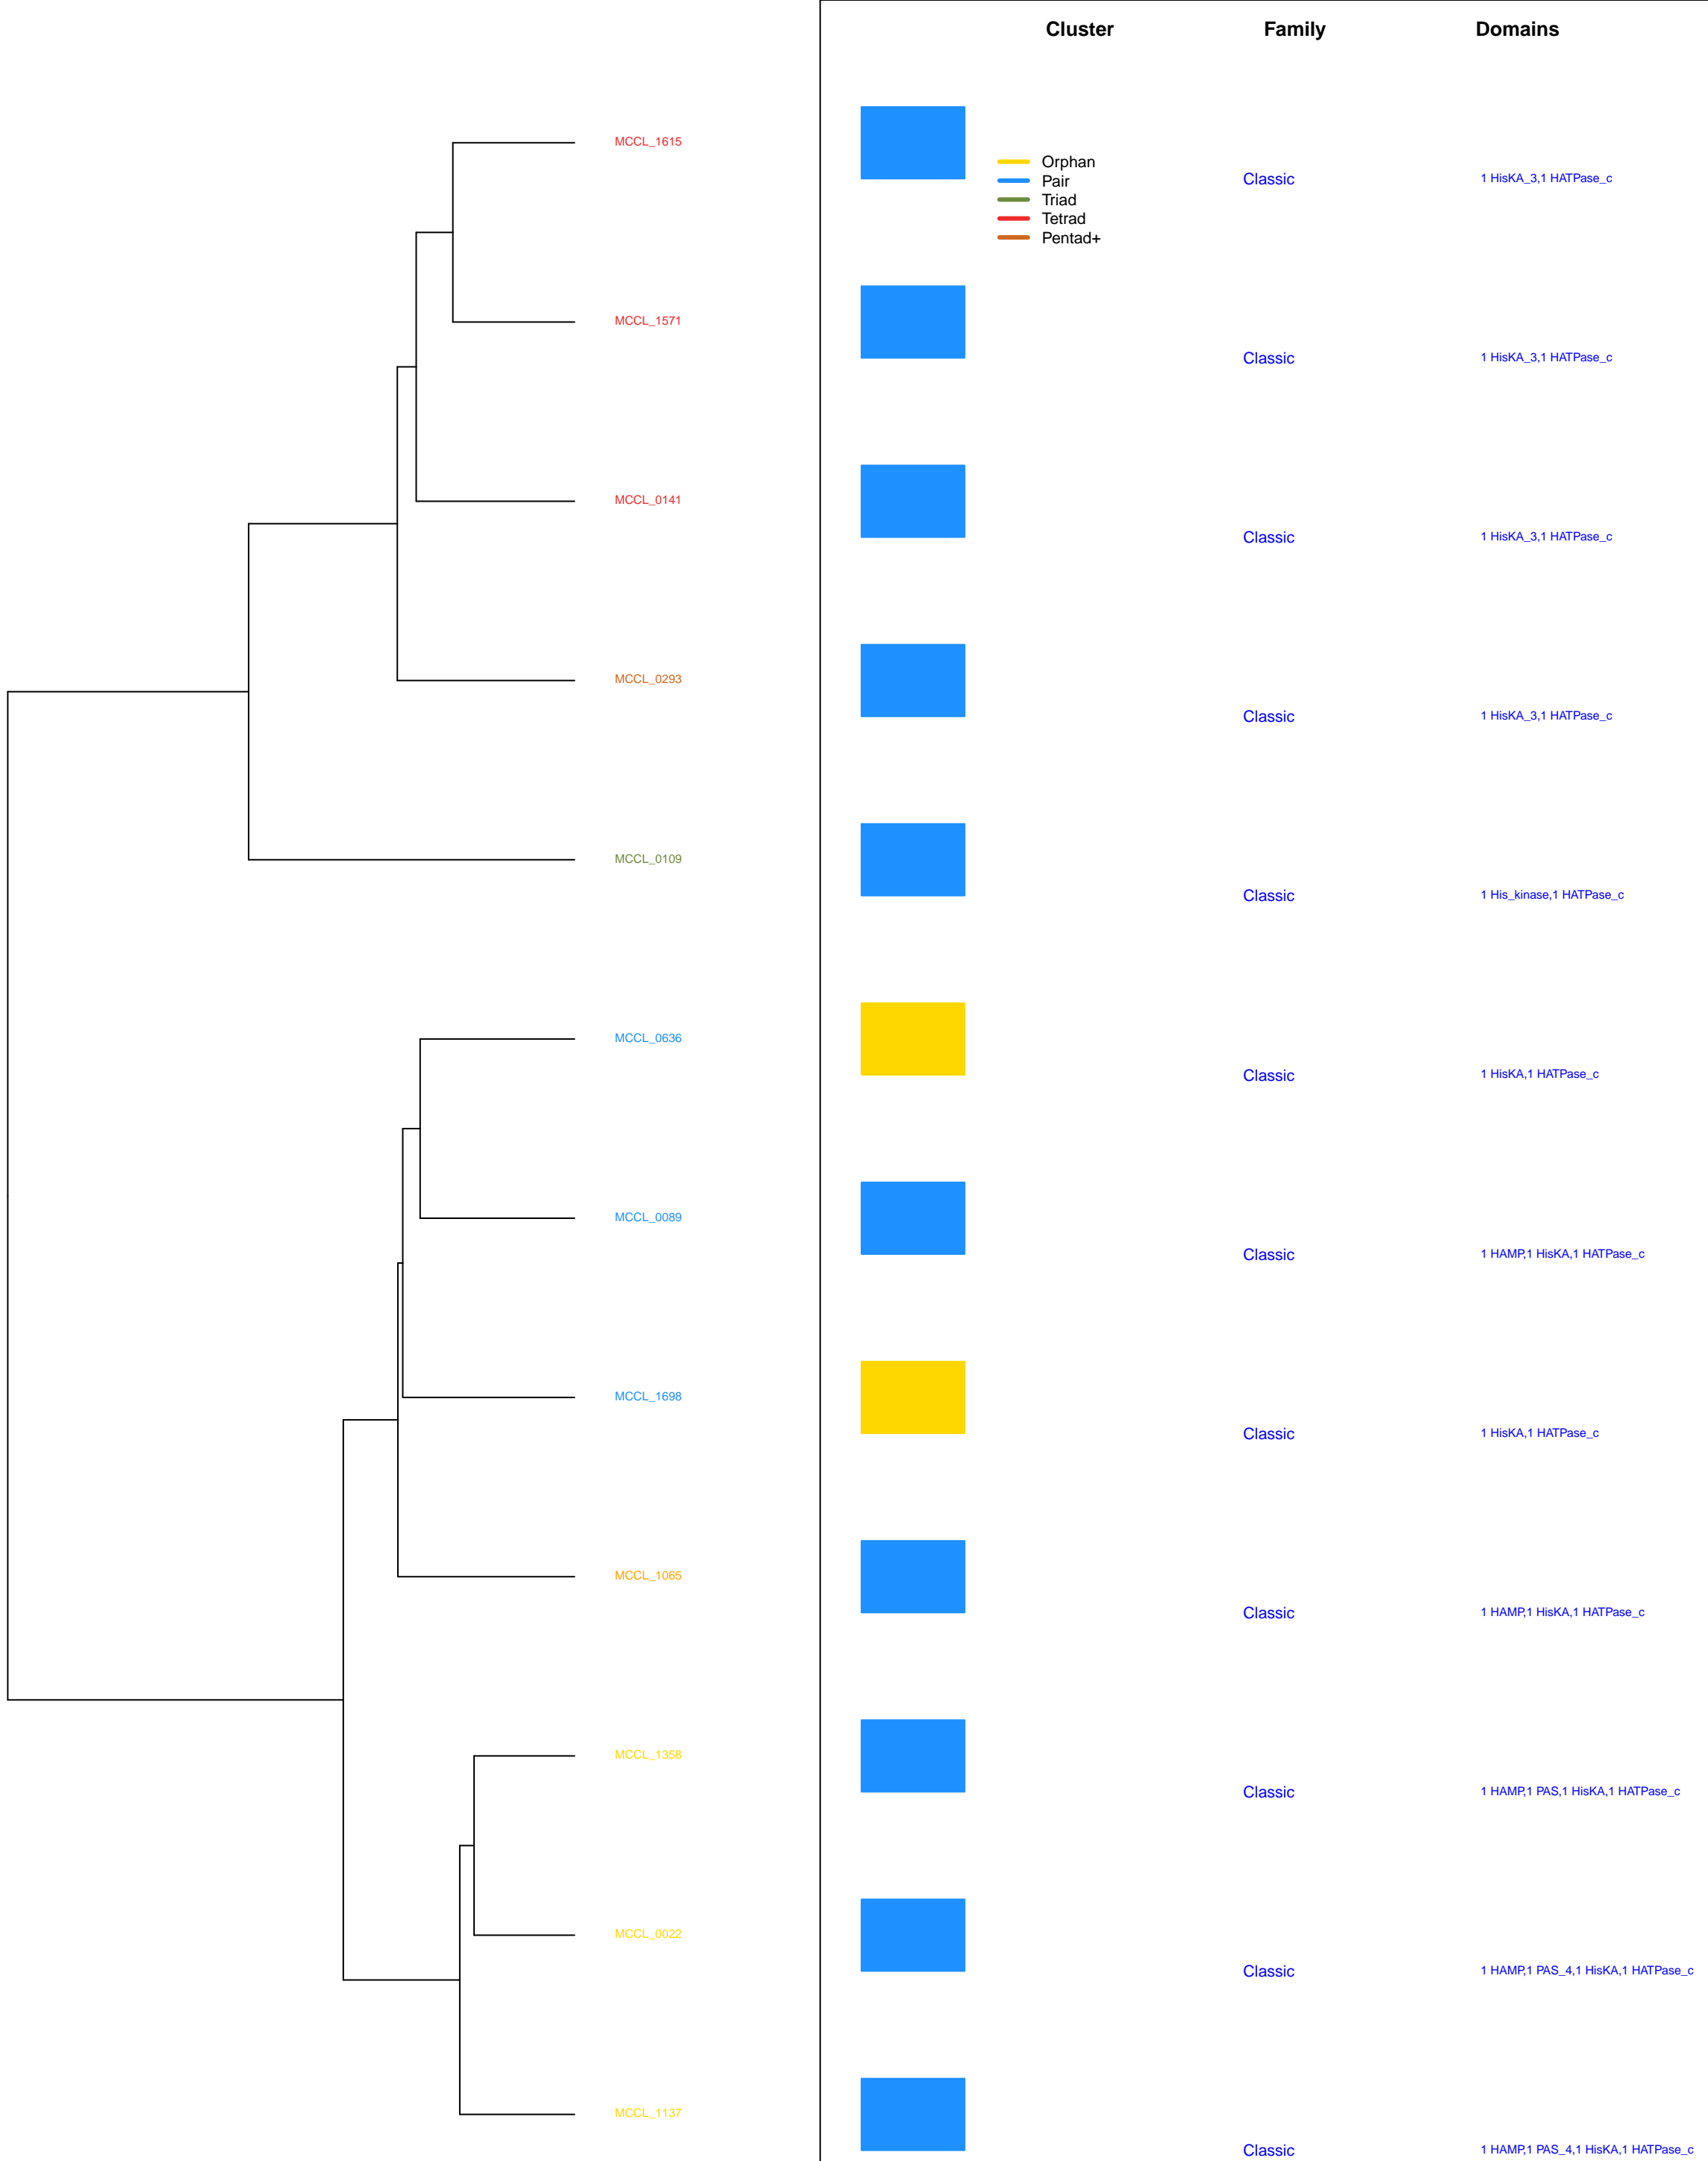 Cluster Family Domains
MCCL_1615
Orphan
Pair
Triad
Tetrad
Pentad+
Classic 1 HisKA_3,1 HATPase_c
MCCL_1571
Classic 1 HisKA_3,1 HATPase_c
MCCL_0141
Classic 1 HisKA_3,1 HATPase_c
MCCL_0293
Classic 1 HisKA_3,1 HATPase_c
MCCL_0109
Classic 1 His_kinase,1 HATPase_c
MCCL_0636
Classic 1 HisKA,1 HATPase_c
MCCL_0089
Classic 1 HAMP,1 HisKA,1 HATPase_c
MCCL_1698
Classic 1 HisKA,1 HATPase_c
MCCL_1065
Classic 1 HAMP,1 HisKA,1 HATPase_c
MCCL_1358
Classic 1 HAMP,1 PAS,1 HisKA,1 HATPase_c
MCCL_0022
Classic 1 HAMP,1 PAS_4,1 HisKA,1 HATPase_c
MCCL_1137
Classic 1 HAMP,1 PAS_4,1 HisKA,1 HATPase_c